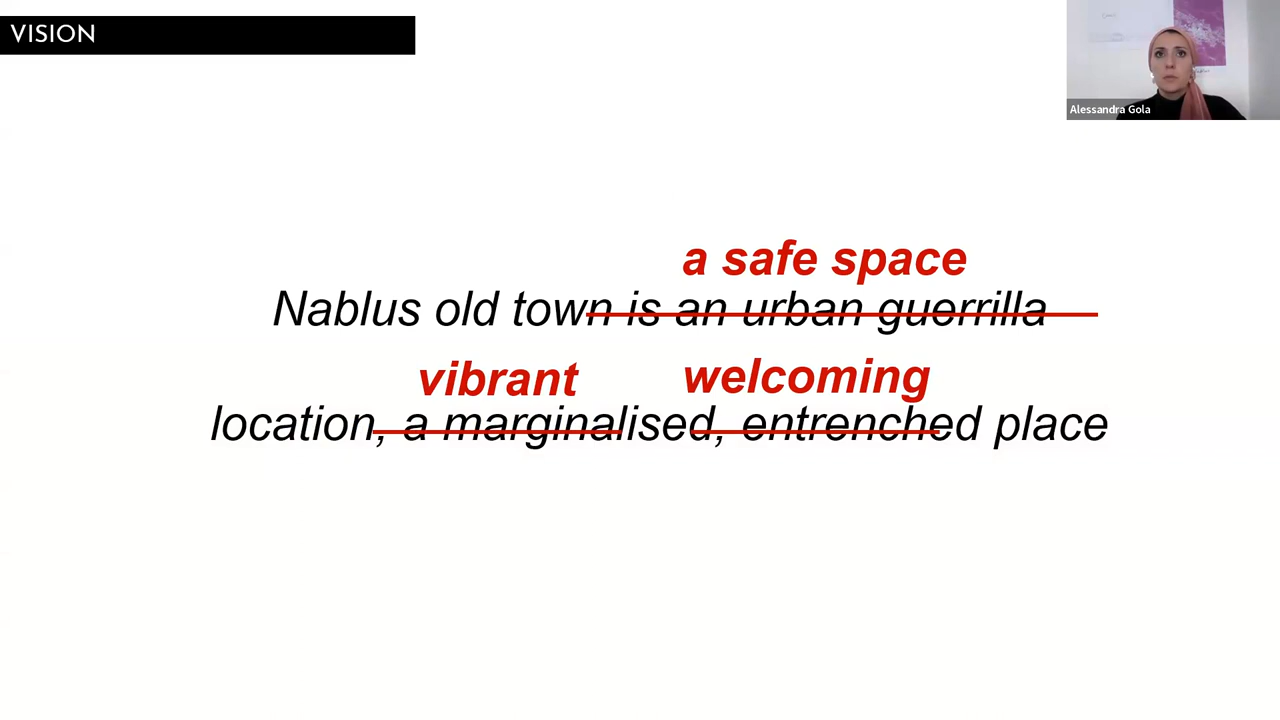 VISION
Alessandra Gola
a safe space
Nablus old town is an urban guerrilla
vibrant welcoming
location, a marginalised, entrenched place